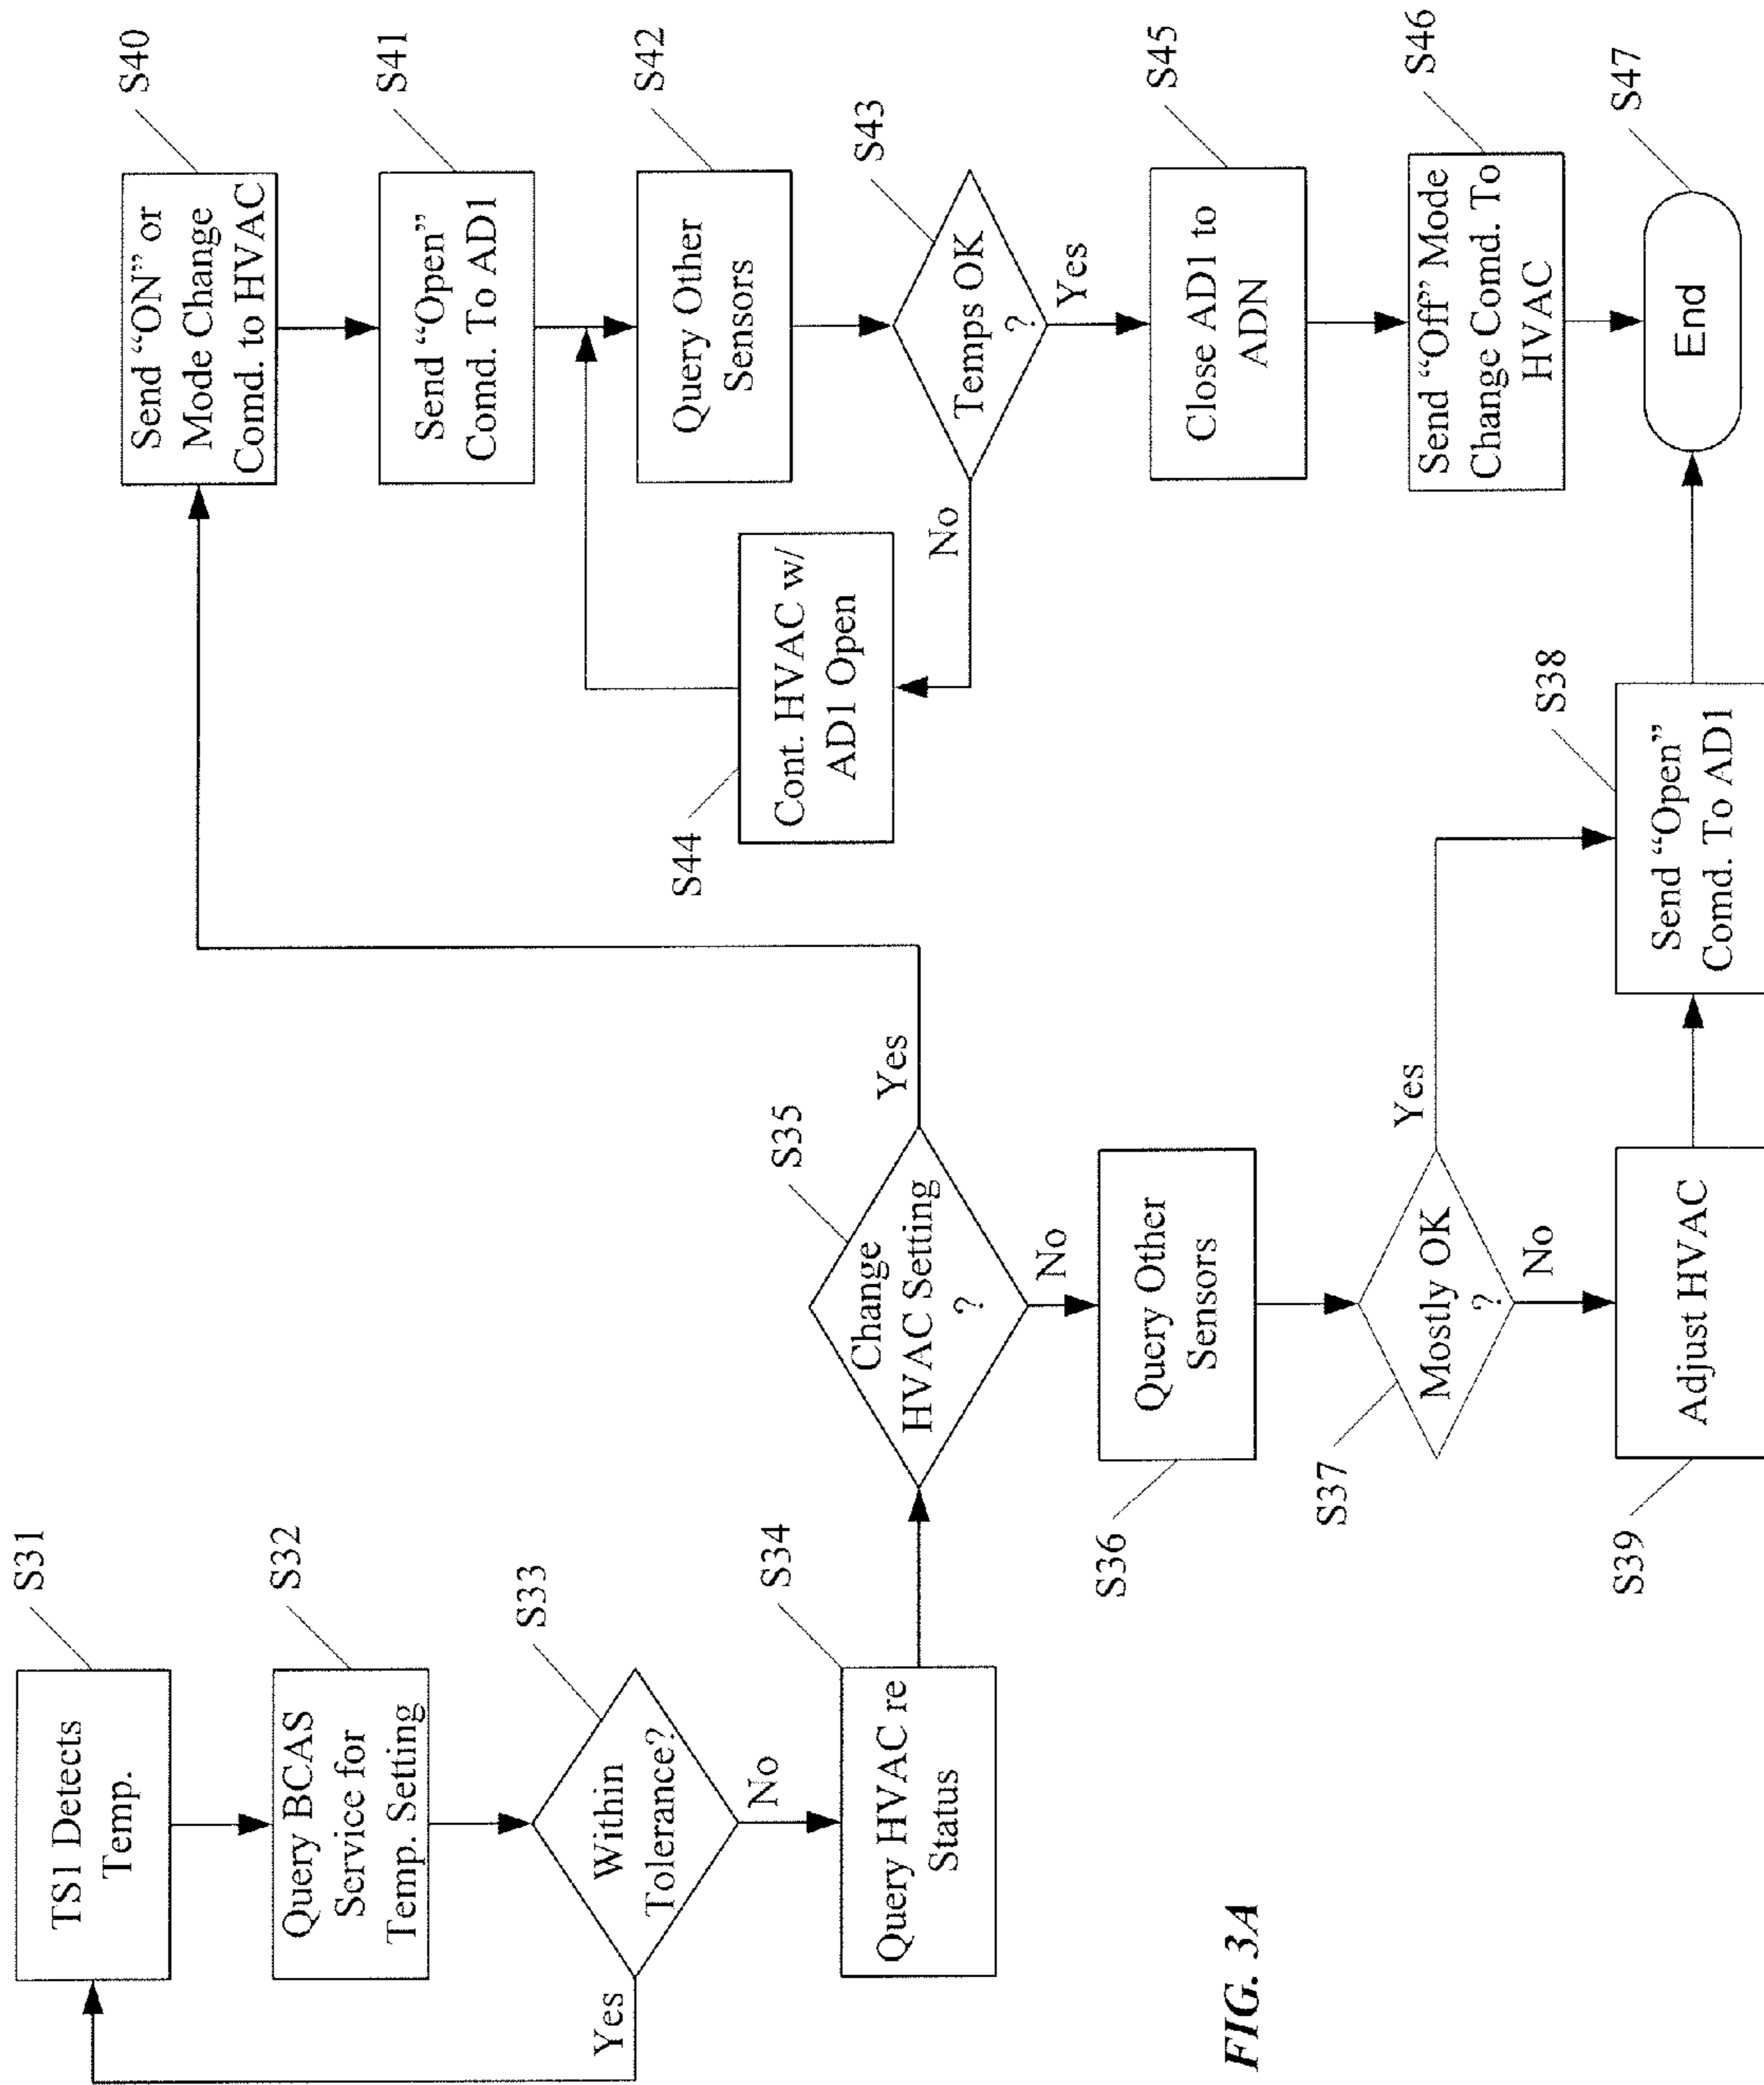 S31
TS1 Detects
Temp.
S32
Query BCAS
Service for
Temp. Setting
S33
Within
Tolerance?
Yes
No
S34
Query HVAC re
Status
S35
Change
HVAC Setting
?
Yes
No
S36
Query Other
Sensors
S37
Mostly OK
?
Yes
No
S39
Adjust HVAC
S38
Send “Open”
Comd. To AD1
S40
Send “ON” or
Mode Change
Comd. to HVAC
S41
Send “Open”
Cond. To AD1
S42
Query Other
Sensors
S43
Temps OK
?
No
Yes
S44
Cont. HVAC w/
AD1 Open
S45
Close AD1 to
ADN
S46
Send “Off” Mode
Change Comd. To
HVAC
S47
End
FIG. 3A